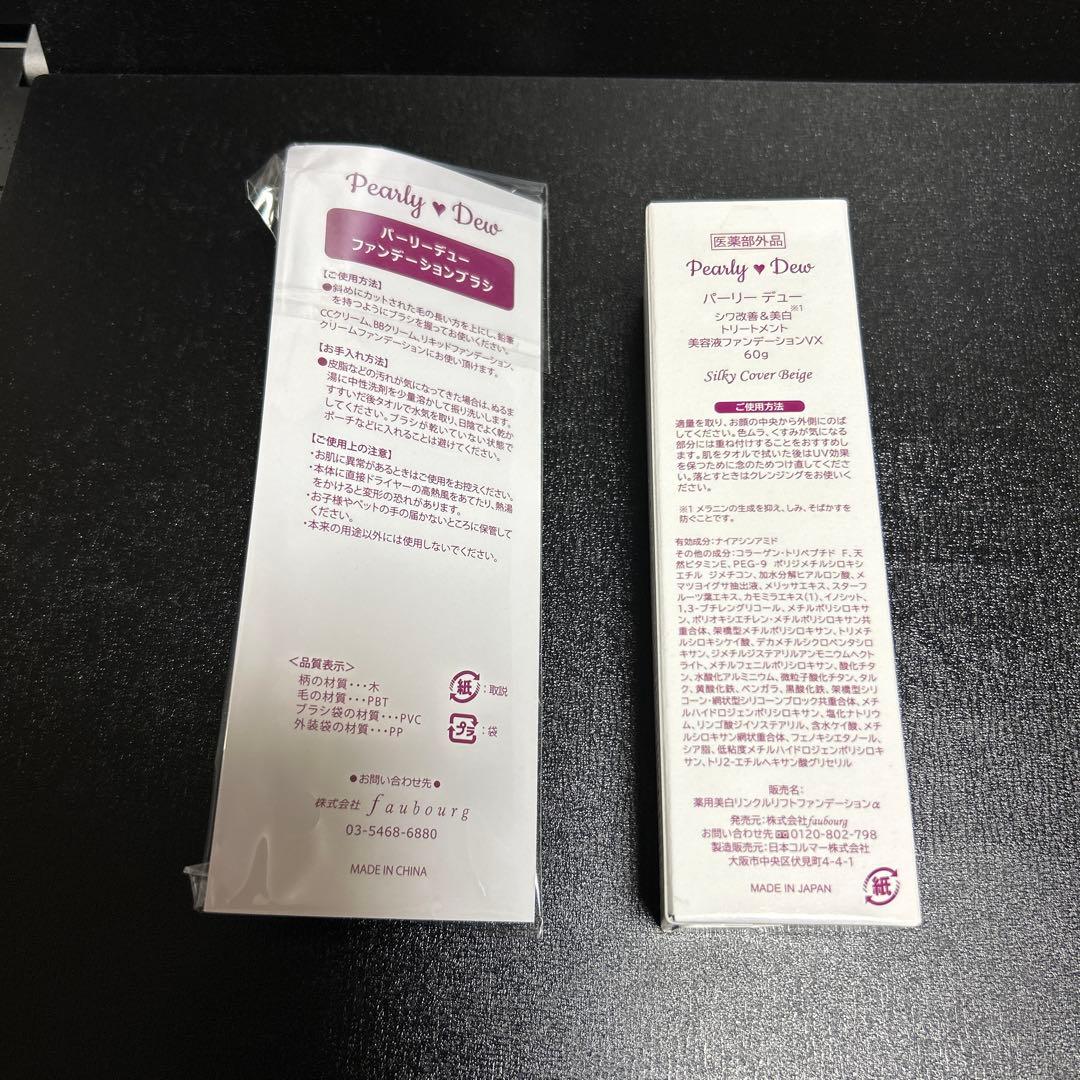 Pearly ♥ Dew
パーリーデュー
ファンデーションブラシ
【ご使用方法】
●斜めにカットされた毛の長い方を上にし、鉛筆
を持つようにブラシを握ってお使いください。
CCクリーム、BBクリーム、リキッドファンデーション、
クリームファンデーションにお使い頂けます。
【お手入れ方法】
●皮脂などの汚れが気になってきた場合は、ぬるま
湯に中性洗剤を少量溶かして振り洗いします。
すすいだ後タオルで水気を取り、日陰でよく乾か
してください。ブラシが乾いていない状態で
ポーチなどに入れることは避けてください。
【ご使用上の注意】
・お肌に異常があるときはご使用をお控えください。
・本体に直接ドライヤーの高熱風をあてたり、熱湯
をかけると変形の恐れがあります。
・お子様やペットの手の届かないところに保管して
ください。
・本来の用途以外には使用しないでください。
＜品質表示＞
柄の材質・・・木
毛の材質・・・PBT
ブラシ袋の材質・・・PVC
外装袋の材質・・・PP
紙：取説
プラ：袋
●お問い合わせ先●
株式会社 faubourg
03-5468-6880
MADE IN CHINA
医薬部外品
Pearly ♥ Dew
パーリー デュー
シワ改善＆美白※1
トリートメント
美容液ファンデーションVX
60g
Silky Cover Beige
ご使用方法
適量を取り、お顔の中央から外側にのば
してください。色ムラ、くすみが気になる
部分には重ね付けすることをおすすめし
ます。肌をタオルで拭いた後はUV効果
を保つために念のためつけ直してくださ
い。落とすときはクレンジングをお使いく
ださい。
※1 メラニンの生成を抑え、しみ、そばかすを
防ぐことです。
有効成分：ナイアシンアミド
その他の成分：コラーゲン・トリペプチド F、天
然ビタミンE、PEG-9 ポリジメチルシロキシ
エチル ジメチコン、加水分解ヒアルロン酸、メ
マツヨイグサ抽出液、メリッサエキス、スターフ
ルーツ葉エキス、カモミラエキス(1)、イノシット、
1,3-ブチレングリコール、メチルポリシロキサ
ン、ポリオキシエチレン・メチルポリシロキサン共
重合体、架橋型メチルポリシロキサン、トリメチ
ルシロキシケイ酸、デカメチルシクロペンタシロ
キサン、ジメチルジステアリルアンモニウムヘクト
ライト、メチルフェニルポリシロキサン、酸化チタ
ン、水酸化アルミニウム、微粒子酸化チタン、タル
ク、黄酸化鉄、ベンガラ、黒酸化鉄、架橋型シリ
コーン・網状型シリコーンブロック共重合体、メチ
ルハイドロジェンポリシロキサン、塩化ナトリウ
ム、リンゴ酸ジイソステアリル、含水ケイ酸、メチ
ルシロキサン網状重合体、フェノキシエタノール、
シア脂、低粘度メチルハイドロジェンポリシロキ
サン、トリ2-エチルヘキサン酸グリセリル
販売名：
薬用美白リンクルリフトファンデーションα
発売元：株式会社faubourg
お問い合わせ先 0120-802-798
製造販売元：日本コルマー株式会社
大阪市中央区伏見町4-4-1
MADE IN JAPAN
紙